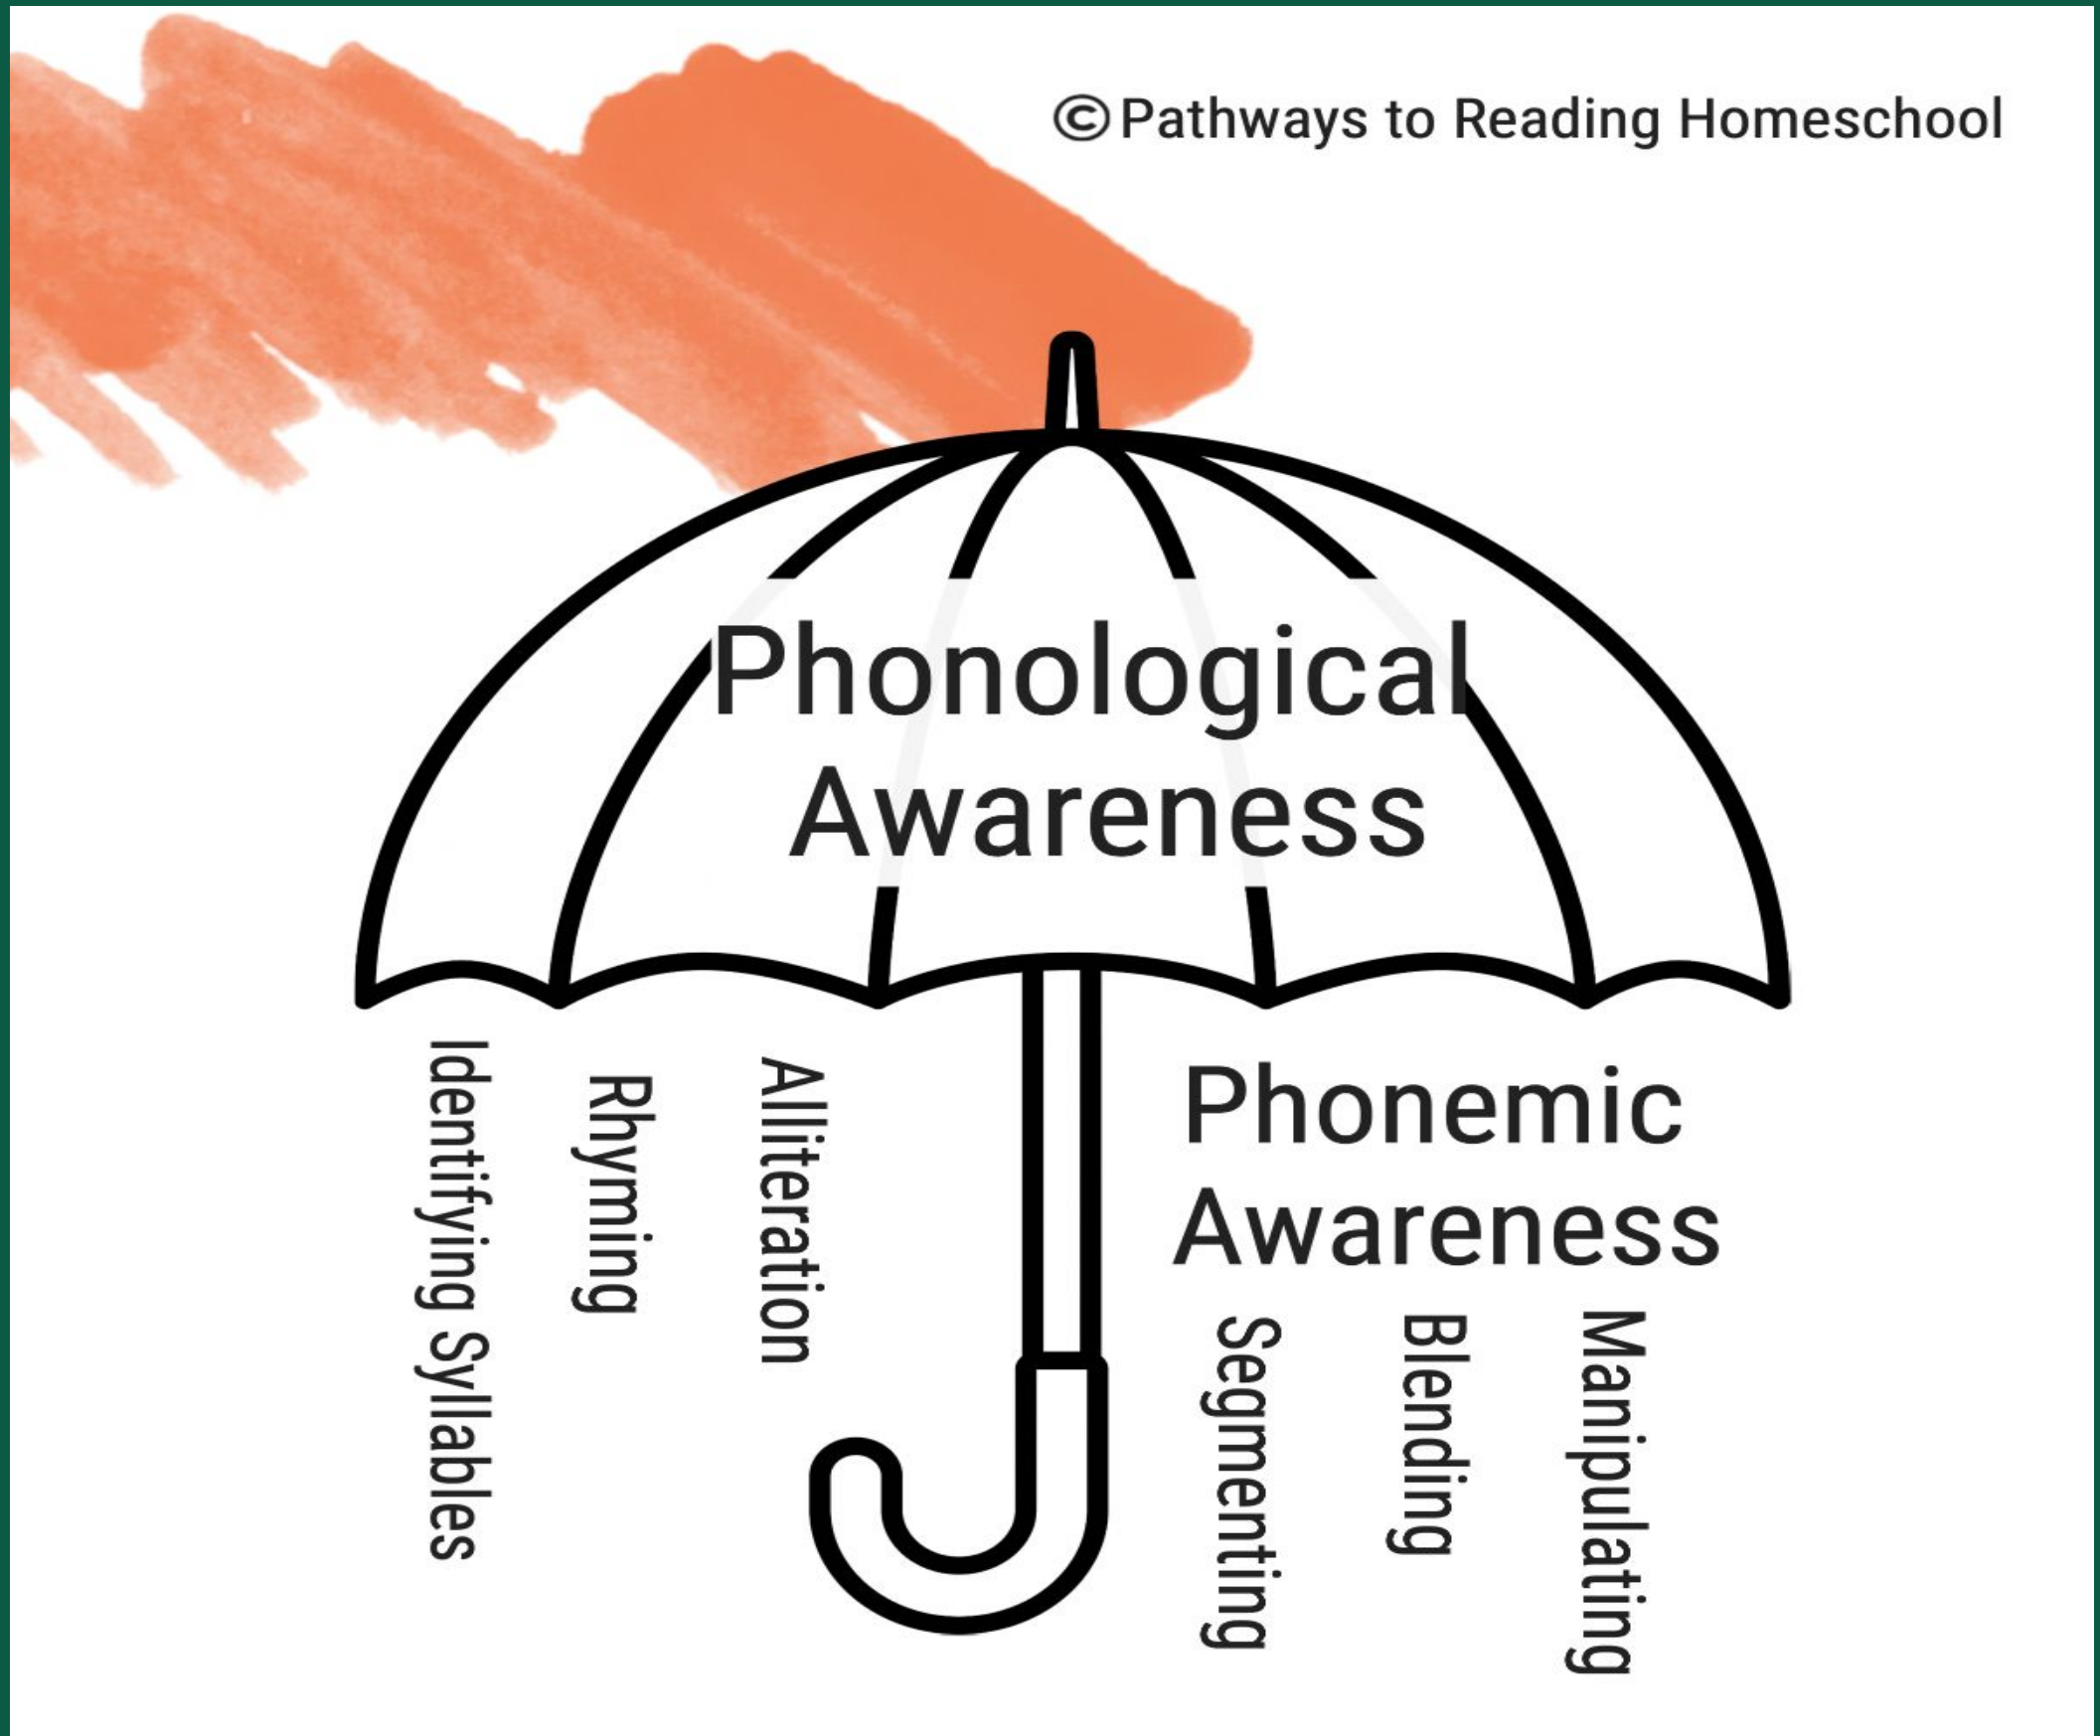 ©Pathways to Reading Homeschool
Phonological
Awareness
Identifying Syllables
Rhyming
Alliteration
Phonemic
Awareness
Segmenting
Blending
Manipulating